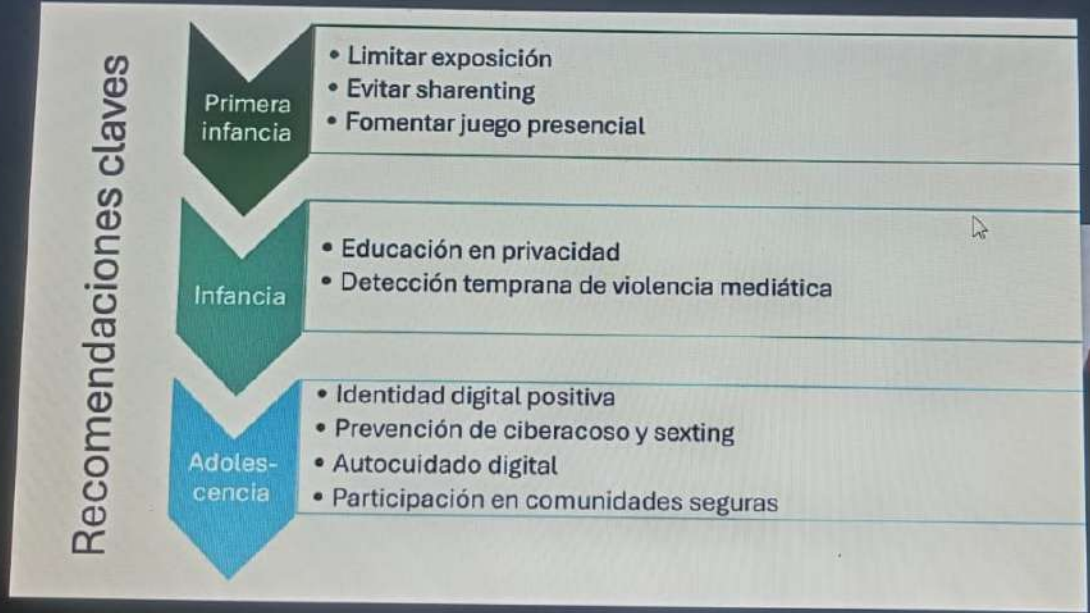 Recomendaciones claves
Primera
infancia
• Limitar exposición
• Evitar sharenting
• Fomentar juego presencial
Infancia
• Educación en privacidad
• Detección temprana de violencia mediática
Adoles-
cencia
• Identidad digital positiva
• Prevención de ciberacoso y sexting
• Autocuidado digital
• Participación en comunidades seguras